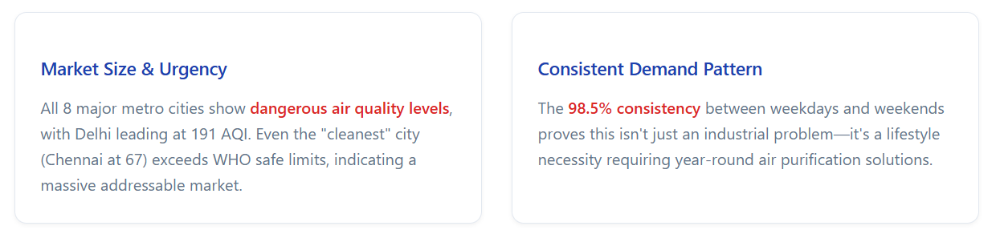 Market Size & Urgency
All 8 major metro cities show dangerous air quality levels,
with Delhi leading at 191 AQI. Even the "cleanest" city
(Chennai at 67) exceeds WHO safe limits, indicating a
massive addressable market.
Consistent Demand Pattern
The 98.5% consistency between weekdays and weekends
proves this isn't just an industrial problem—it's a lifestyle
necessity requiring year-round air purification solutions.